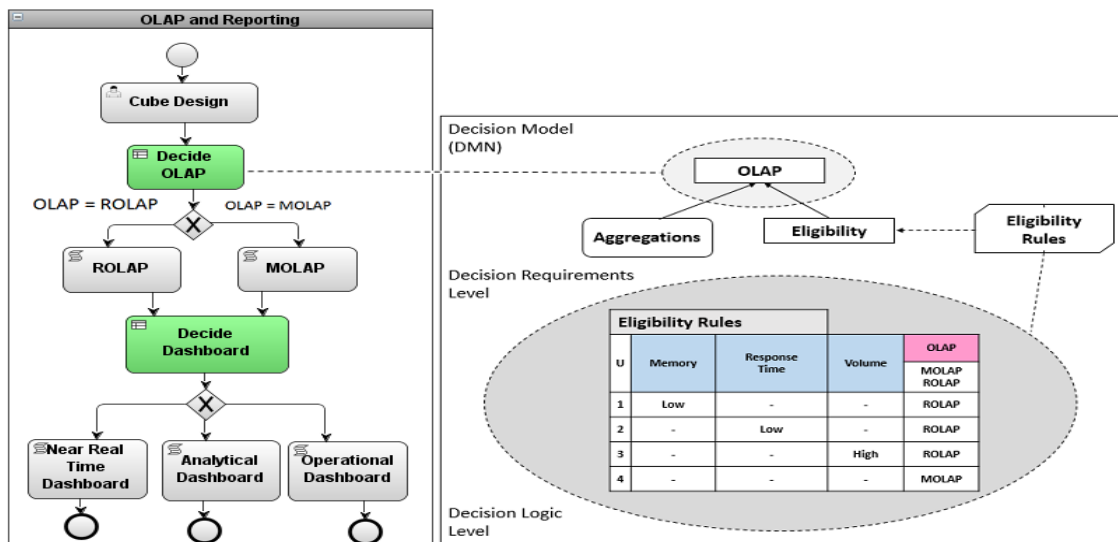 OLAP and Reporting
Cube Design
Decide
OLAP
OLAP = ROLAP
OLAP = MOLAP
X
ROLAP
MOLAP
Decide
Dashboard
X
Near Real
Time
Dashboard
Analytical
Dashboard
Operational
Dashboard
Decision Model
(DMN)
OLAP
Aggregations
Eligibility
Eligibility
Rules
Decision Requirements
Level
Eligibility Rules
U Memory Response Time Volume OLAP
MOLAP
ROLAP
1 Low - - ROLAP
2 - Low - ROLAP
3 - - High ROLAP
4 - - - MOLAP
Decision Logic
Level